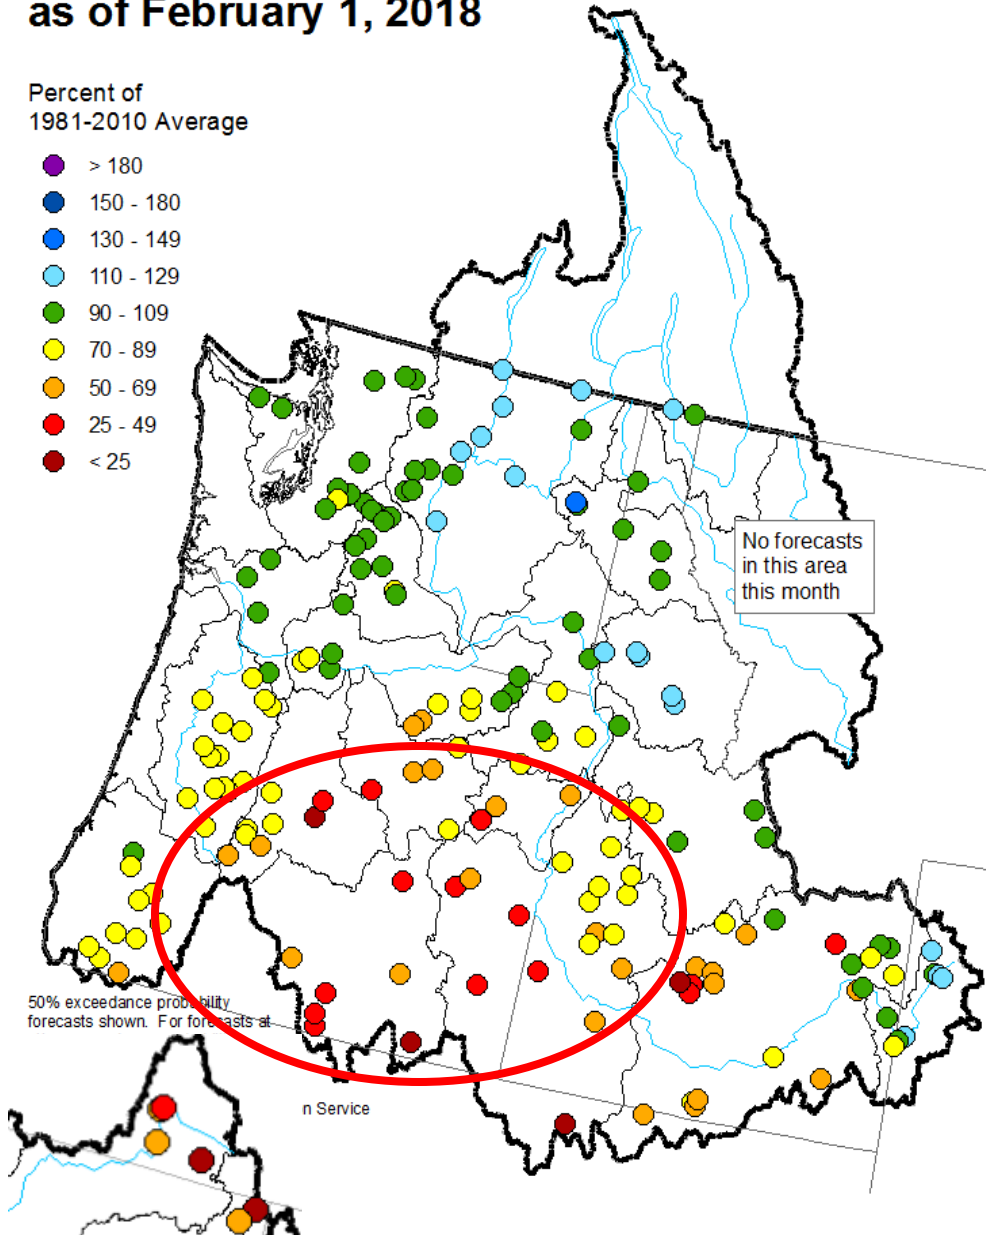 as of February 1, 2018
Percent of
1981-2010 Average
> 180
150 - 180
130 - 149
110 - 129
90 - 109
70 - 89
50 - 69
25 - 49
< 25
No forecasts
in this area
this month
50% exceedance probability
forecasts shown. For forecasts at
n Service